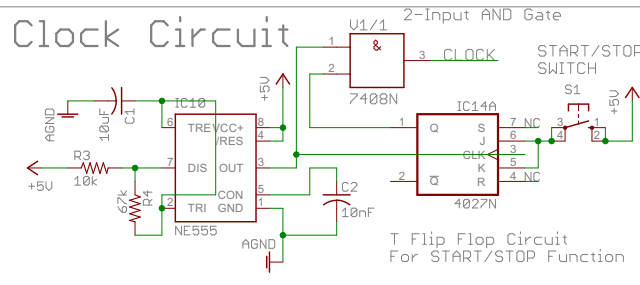 Clock Circuit
2-Input AND Gate
V1/1
1
&
2
3
CLOCK
7408N
START/STOP
SWITCH
S1
3
4
1
2
+5V
AGND
10uF
C1
IC10
+5V
6
TRE
VCC+
8
/RES
4
7
DIS
OUT
3
CON
5
2
TRI
GND
1
NE555
R3
10k
+5V
67k
R4
C2
10nF
AGND
IC14A
1
Q
S
7
NC
J
6
CLK
3
K
5
2
Q
R
4
NC
4027N
T Flip Flop Circuit
For START/STOP Function